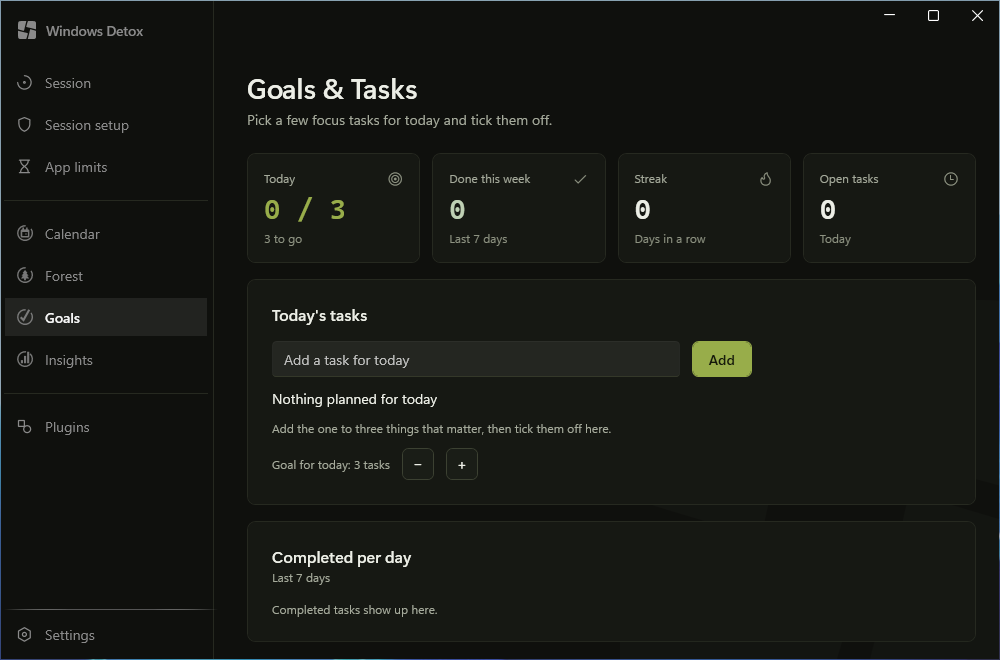 Windows Detox
Session
Session setup
App limits
Calendar
Forest
Goals
Insights
Plugins
Settings
Goals & Tasks
Pick a few focus tasks for today and tick them off.
Today
0 / 3
3 to go
Done this week
0
Last 7 days
Streak
0
Days in a row
Open tasks
0
Today
Today's tasks
Add a task for today
Add
Nothing planned for today
Add the one to three things that matter, then tick them off here.
Goal for today: 3 tasks − +
Completed per day
Last 7 days
Completed tasks show up here.